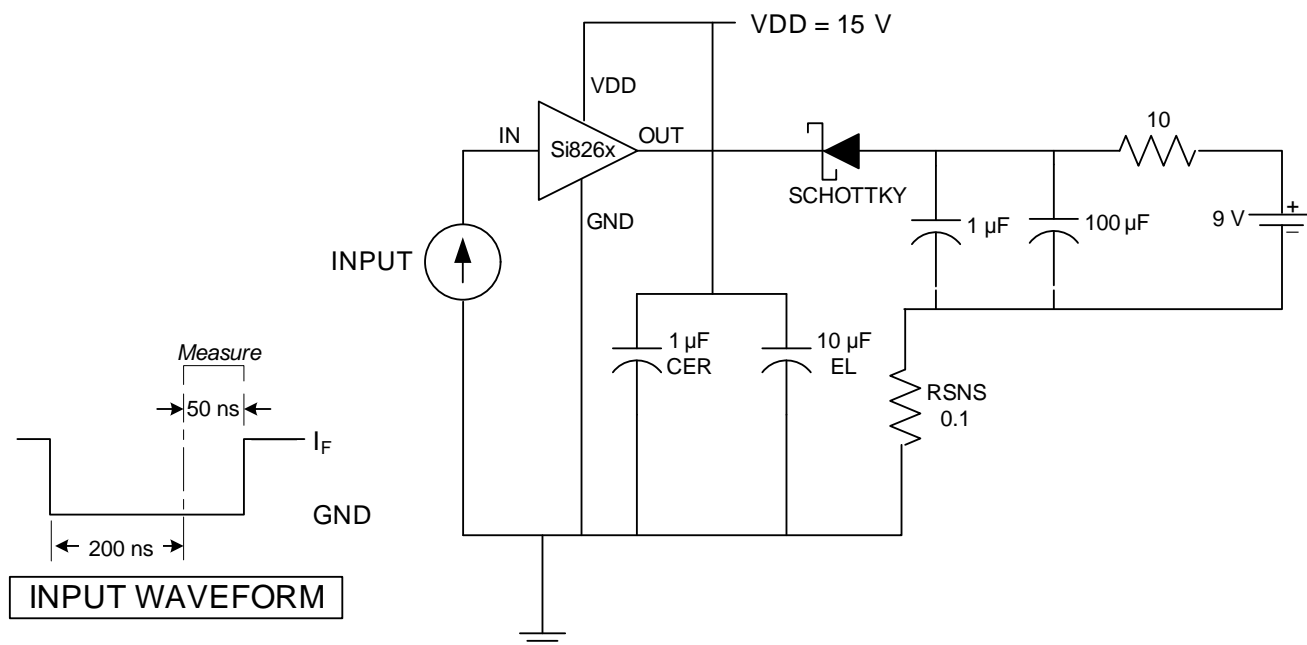 VDD = 15 V
VDD
10
IN
OUT
Si826x
SCHOTTKY
GND
1 µF
100 µF
9 V
+
–
INPUT
1 µF
CER
10 µF
EL
RSNS
0.1
Measure
50 ns
IF
GND
200 ns
INPUT WAVEFORM